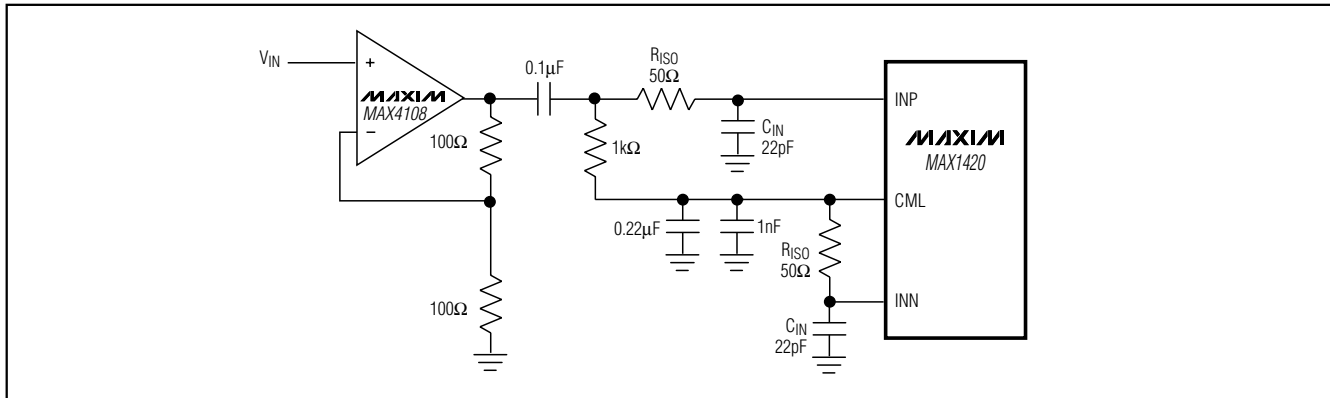 V_IN
+
MAXIM
MAX4108
−
100Ω
100Ω
0.1µF
R_ISO
50Ω
1kΩ
C_IN
22pF
0.22µF
1nF
R_ISO
50Ω
C_IN
22pF
INP
MAXIM
MAX1420
CML
INN